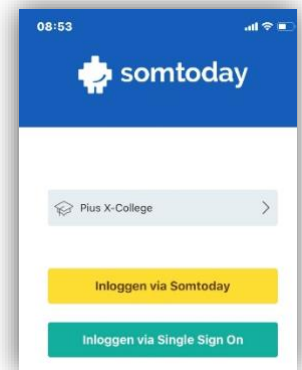 08:53
somtoday
Pius X-College
Inloggen via Somtoday
Inloggen via Single Sign On